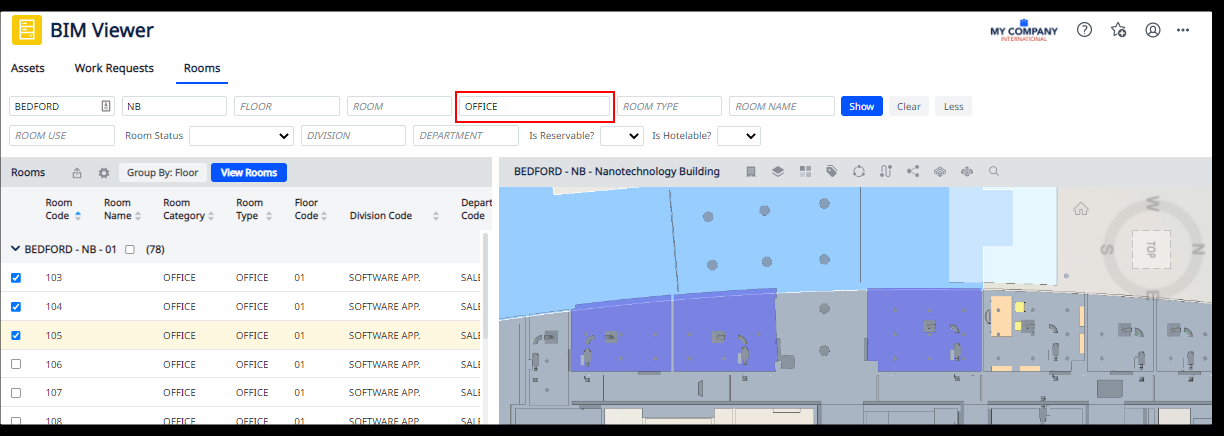 BIM Viewer
MY COMPANY
INTERNATIONAL
Assets Work Requests Rooms
BEDFORD NB FLOOR ROOM OFFICE ROOM TYPE ROOM NAME Show Clear Less
ROOM USE Room Status DIVISION DEPARTMENT Is Reservable? Is Hotelable?
Rooms Group By: Floor View Rooms
Room Code Room Name Room Category Room Type Floor Code Division Code Depart Code
BEDFORD - NB - 01 (78)
103 OFFICE OFFICE 01 SOFTWARE APP. SALE
104 OFFICE OFFICE 01 SOFTWARE APP. SALE
105 OFFICE OFFICE 01 SOFTWARE APP. SALE
106 OFFICE OFFICE 01 SOFTWARE APP. SALE
107 OFFICE OFFICE 01 SOFTWARE APP. SALE
108 OFFICE OFFICE 01 SOFTWARE APP. SALE
BEDFORD - NB - Nanotechnology Building
W
S TOP N
E